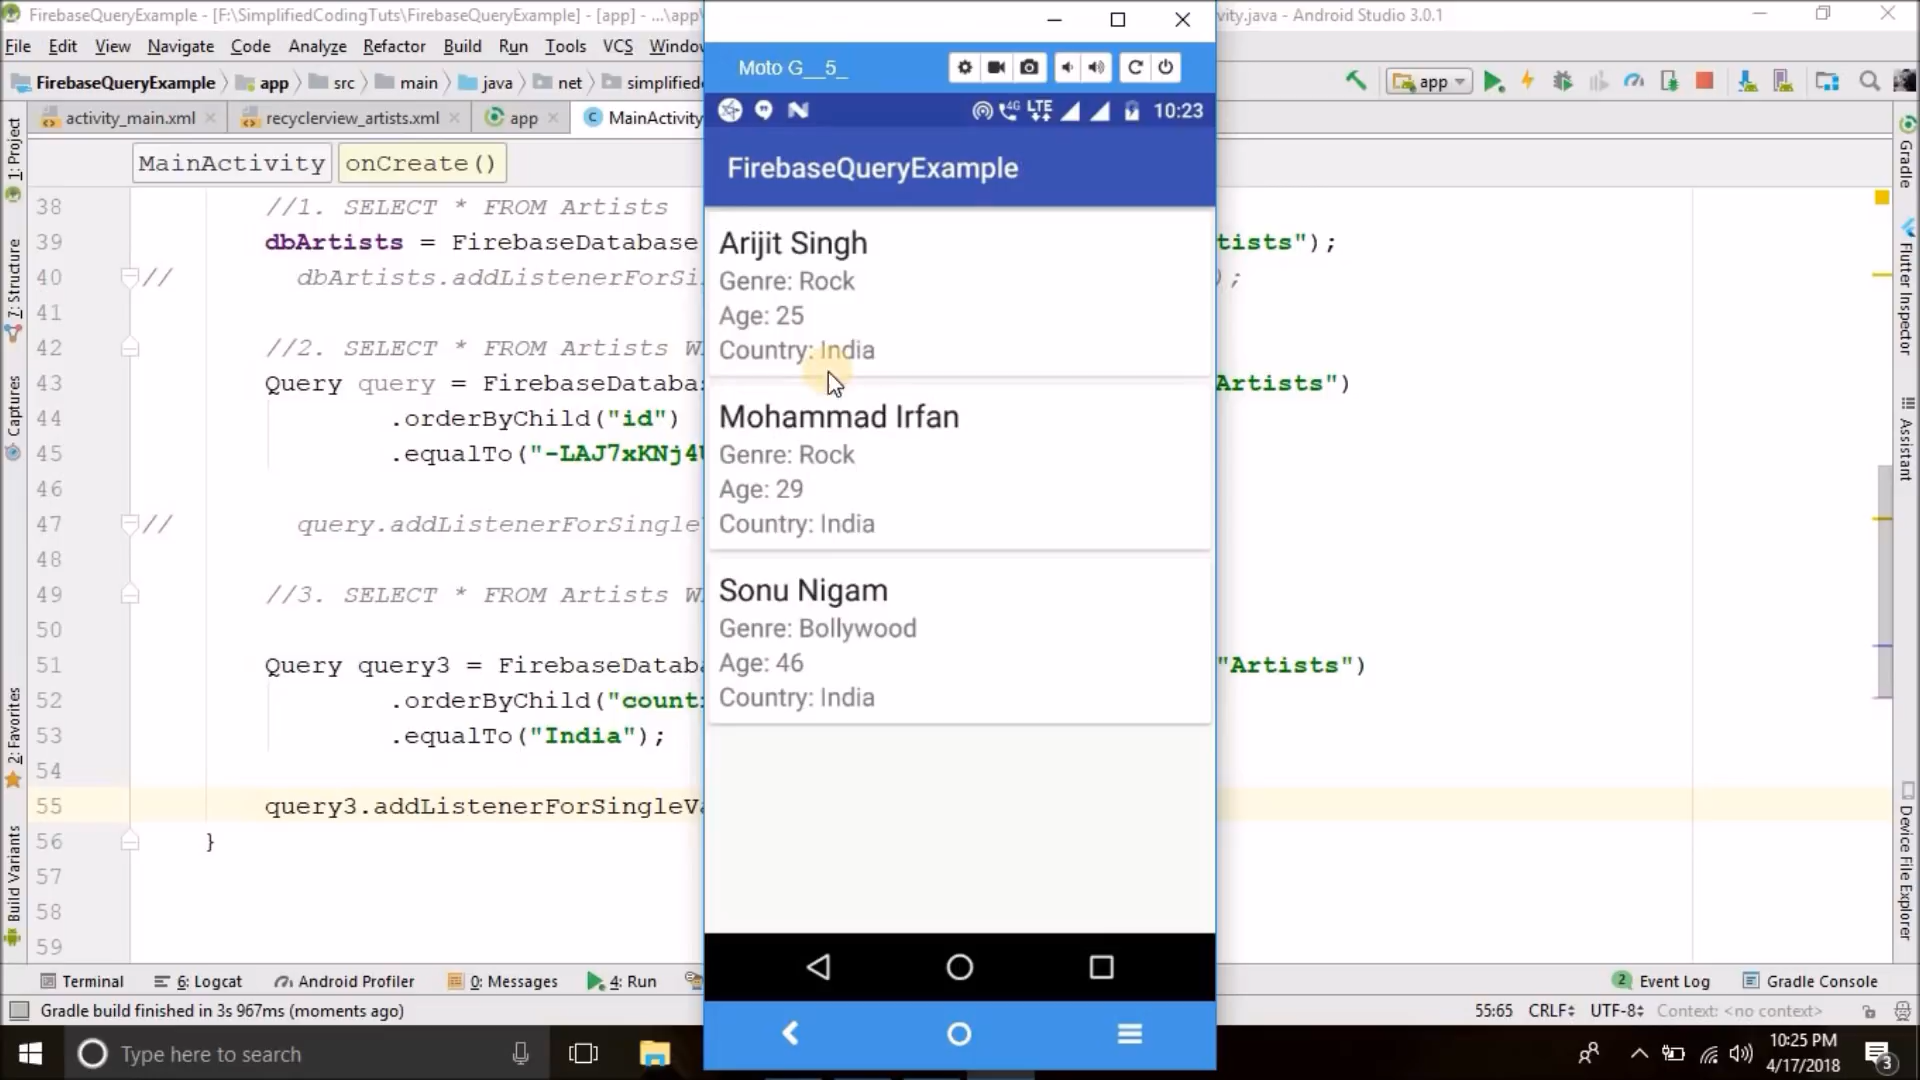 FirebaseQueryExample - [F:\SimplifiedCodingTuts\FirebaseQueryExample] - [app] - ...\app\
vity.java - Android Studio 3.0.1
File Edit View Navigate Code Analyze Refactor Build Run Tools VCS Window
FirebaseQueryExample app src main java net simplifiedc
app
activity_main.xml recyclerview_artists.xml app MainActivity
MainActivity onCreate()
38 //1. SELECT * FROM Artists
39 dbArtists = FirebaseDatabase tists");
40 // dbArtists.addListenerForSi );
41
42 //2. SELECT * FROM Artists W
43 Query query = FirebaseDataba Artists")
44 .orderByChild("id")
45 .equalTo("-LAJ7xKNj4
46
47 // query.addListenerForSingle
48
49 //3. SELECT * FROM Artists W
50
51 Query query3 = FirebaseDataba "Artists")
52 .orderByChild("count
53 .equalTo("India");
54
55 query3.addListenerForSingleVa
56 }
57
58
59
1: Project
7: Structure
Captures
2: Favorites
Build Variants
Gradle
Flutter Inspector
Assistant
Device File Explorer
Moto G__5_
4G LTE 10:23
FirebaseQueryExample
Arijit Singh
Genre: Rock
Age: 25
Country: India
Mohammad Irfan
Genre: Rock
Age: 29
Country: India
Sonu Nigam
Genre: Bollywood
Age: 46
Country: India
Terminal 6: Logcat Android Profiler 0: Messages 4: Run
2 Event Log Gradle Console
Gradle build finished in 3s 967ms (moments ago)
55:65 CRLF UTF-8 Context: <no context>
Type here to search
10:25 PM
4/17/2018
3